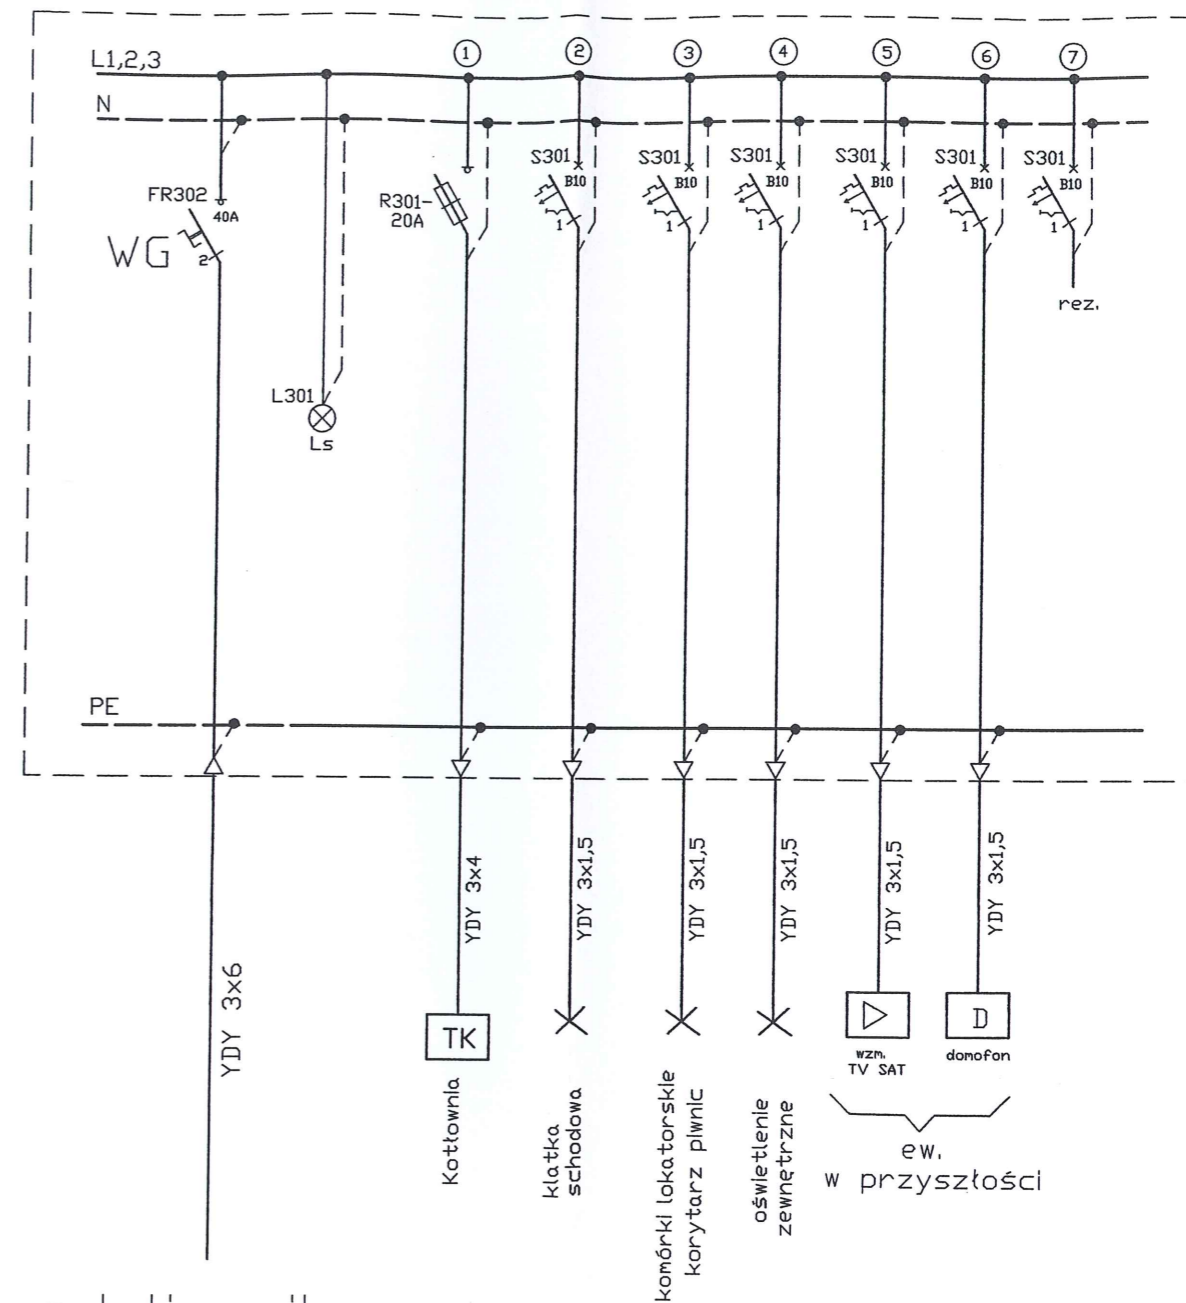 L1,2,3
1
2
3
4
5
6
7
N
FR302
40A
WG
2
L301
Ls
R301-
20A
S301
B10
1
S301
B10
1
S301
B10
1
S301
B10
1
S301
B10
1
S301
B10
1
rez.
PE
YDY 3x6
YDY 3x4
YDY 3x1,5
YDY 3x1,5
YDY 3x1,5
YDY 3x1,5
YDY 3x1,5
TK
Kotłownia
klatka
schodowa
komórki lokatorskie
korytarz piwnic
oświetlenie
zewnętrzne
wzm.
TV SAT
D
domofon
ew.
w przyszłości